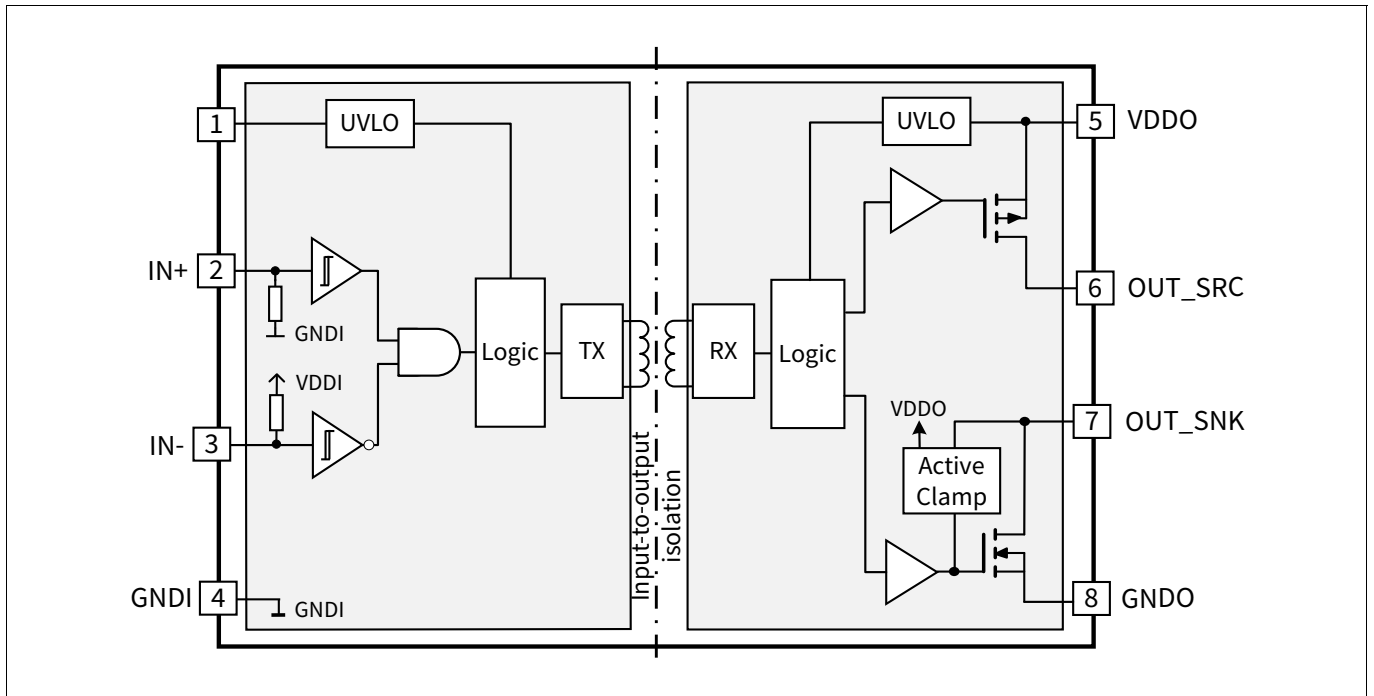 1
UVLO
IN+
2
GNDI
VDDI
IN-
3
GNDI
4
GNDI
Logic
TX
Input-to-output
isolation
RX
Logic
UVLO
5
VDDO
6
OUT_SRC
VDDO
7
OUT_SNK
Active
Clamp
8
GNDO